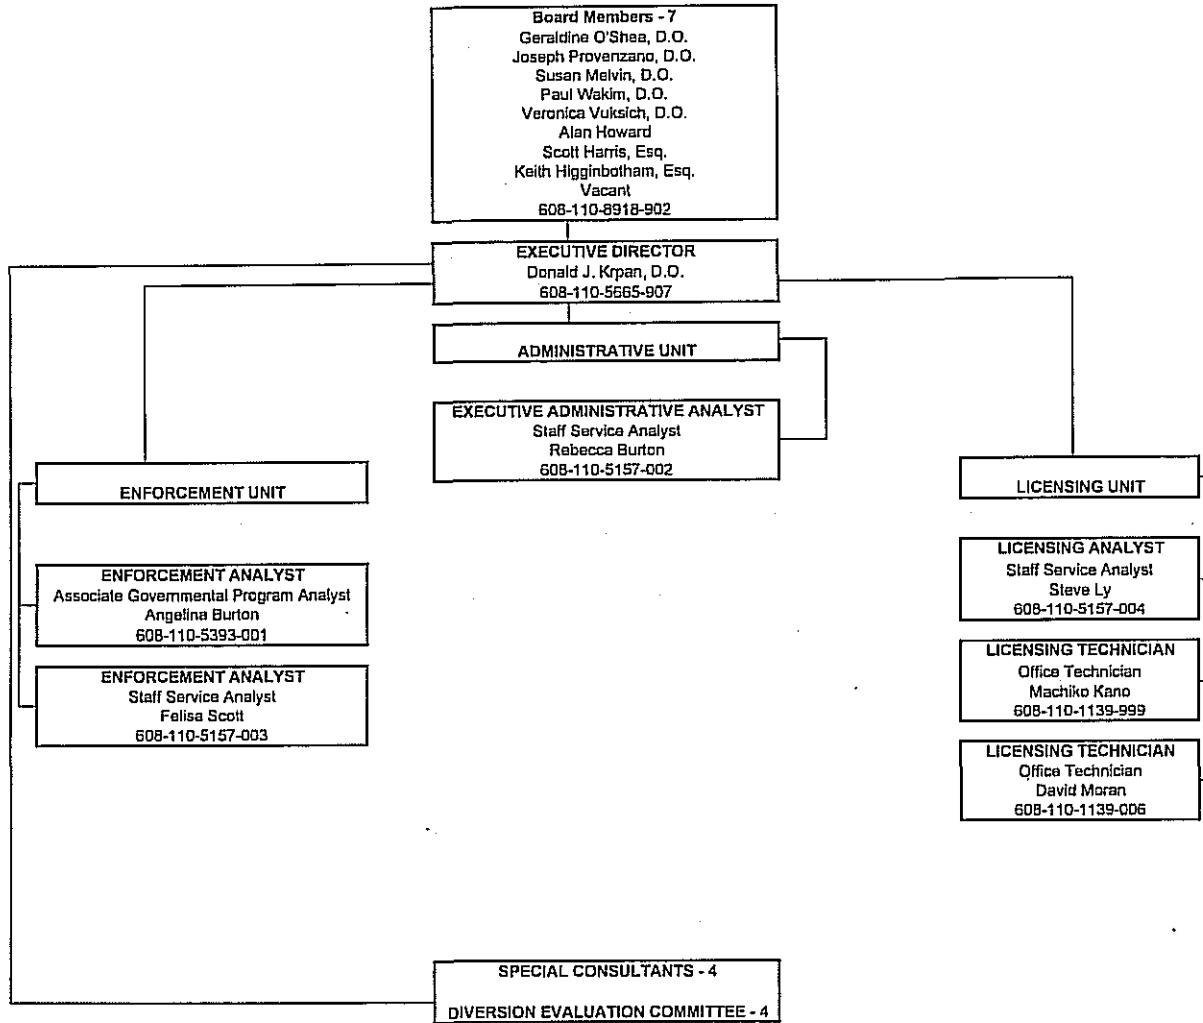 Board Members - 7
Geraldine O'Shea, D.O.
Joseph Provenzano, D.O.
Susan Melvin, D.O.
Paul Wakim, D.O.
Veronica Vuksich, D.O.
Alan Howard
Scott Harris, Esq.
Keith Higginbotham, Esq.
Vacant
608-110-8918-902
EXECUTIVE DIRECTOR
Donald J. Krpan, D.O.
608-110-5665-907
ADMINISTRATIVE UNIT
EXECUTIVE ADMINISTRATIVE ANALYST
Staff Service Analyst
Rebecca Burton
608-110-5157-002
ENFORCEMENT UNIT
ENFORCEMENT ANALYST
Associate Governmental Program Analyst
Angelina Burton
608-110-5393-001
ENFORCEMENT ANALYST
Staff Service Analyst
Felisa Scott
608-110-5157-003
LICENSING UNIT
LICENSING ANALYST
Staff Service Analyst
Steve Ly
608-110-5157-004
LICENSING TECHNICIAN
Office Technician
Machiko Kano
608-110-1139-999
LICENSING TECHNICIAN
Office Technician
David Moran
608-110-1139-006
SPECIAL CONSULTANTS - 4
DIVERSION EVALUATION COMMITTEE - 4